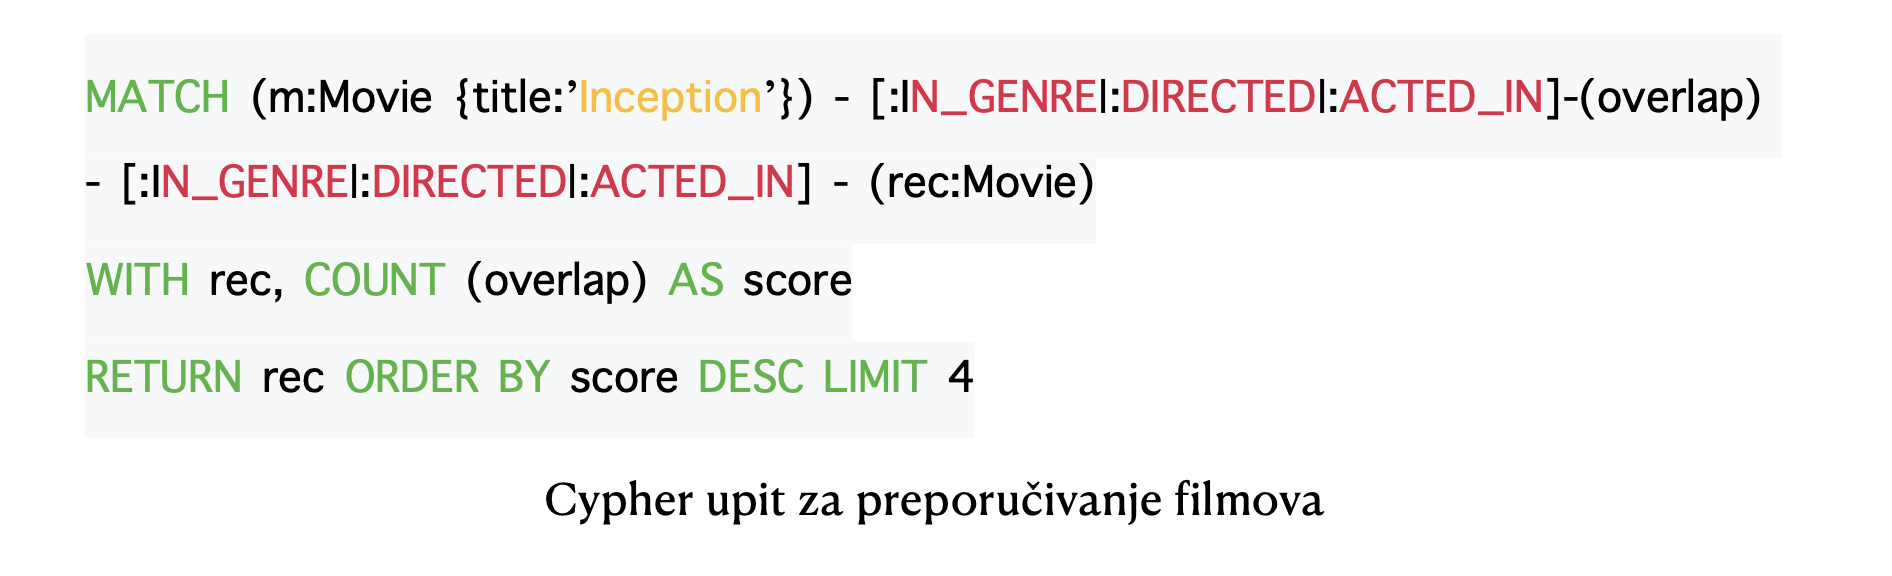 MATCH (m:Movie {title:’Inception’}) - [:IN_GENRE|:DIRECTED|:ACTED_IN]-(overlap)
- [:IN_GENRE|:DIRECTED|:ACTED_IN] - (rec:Movie)
WITH rec, COUNT (overlap) AS score
RETURN rec ORDER BY score DESC LIMIT 4
Cypher upit za preporučivanje filmova